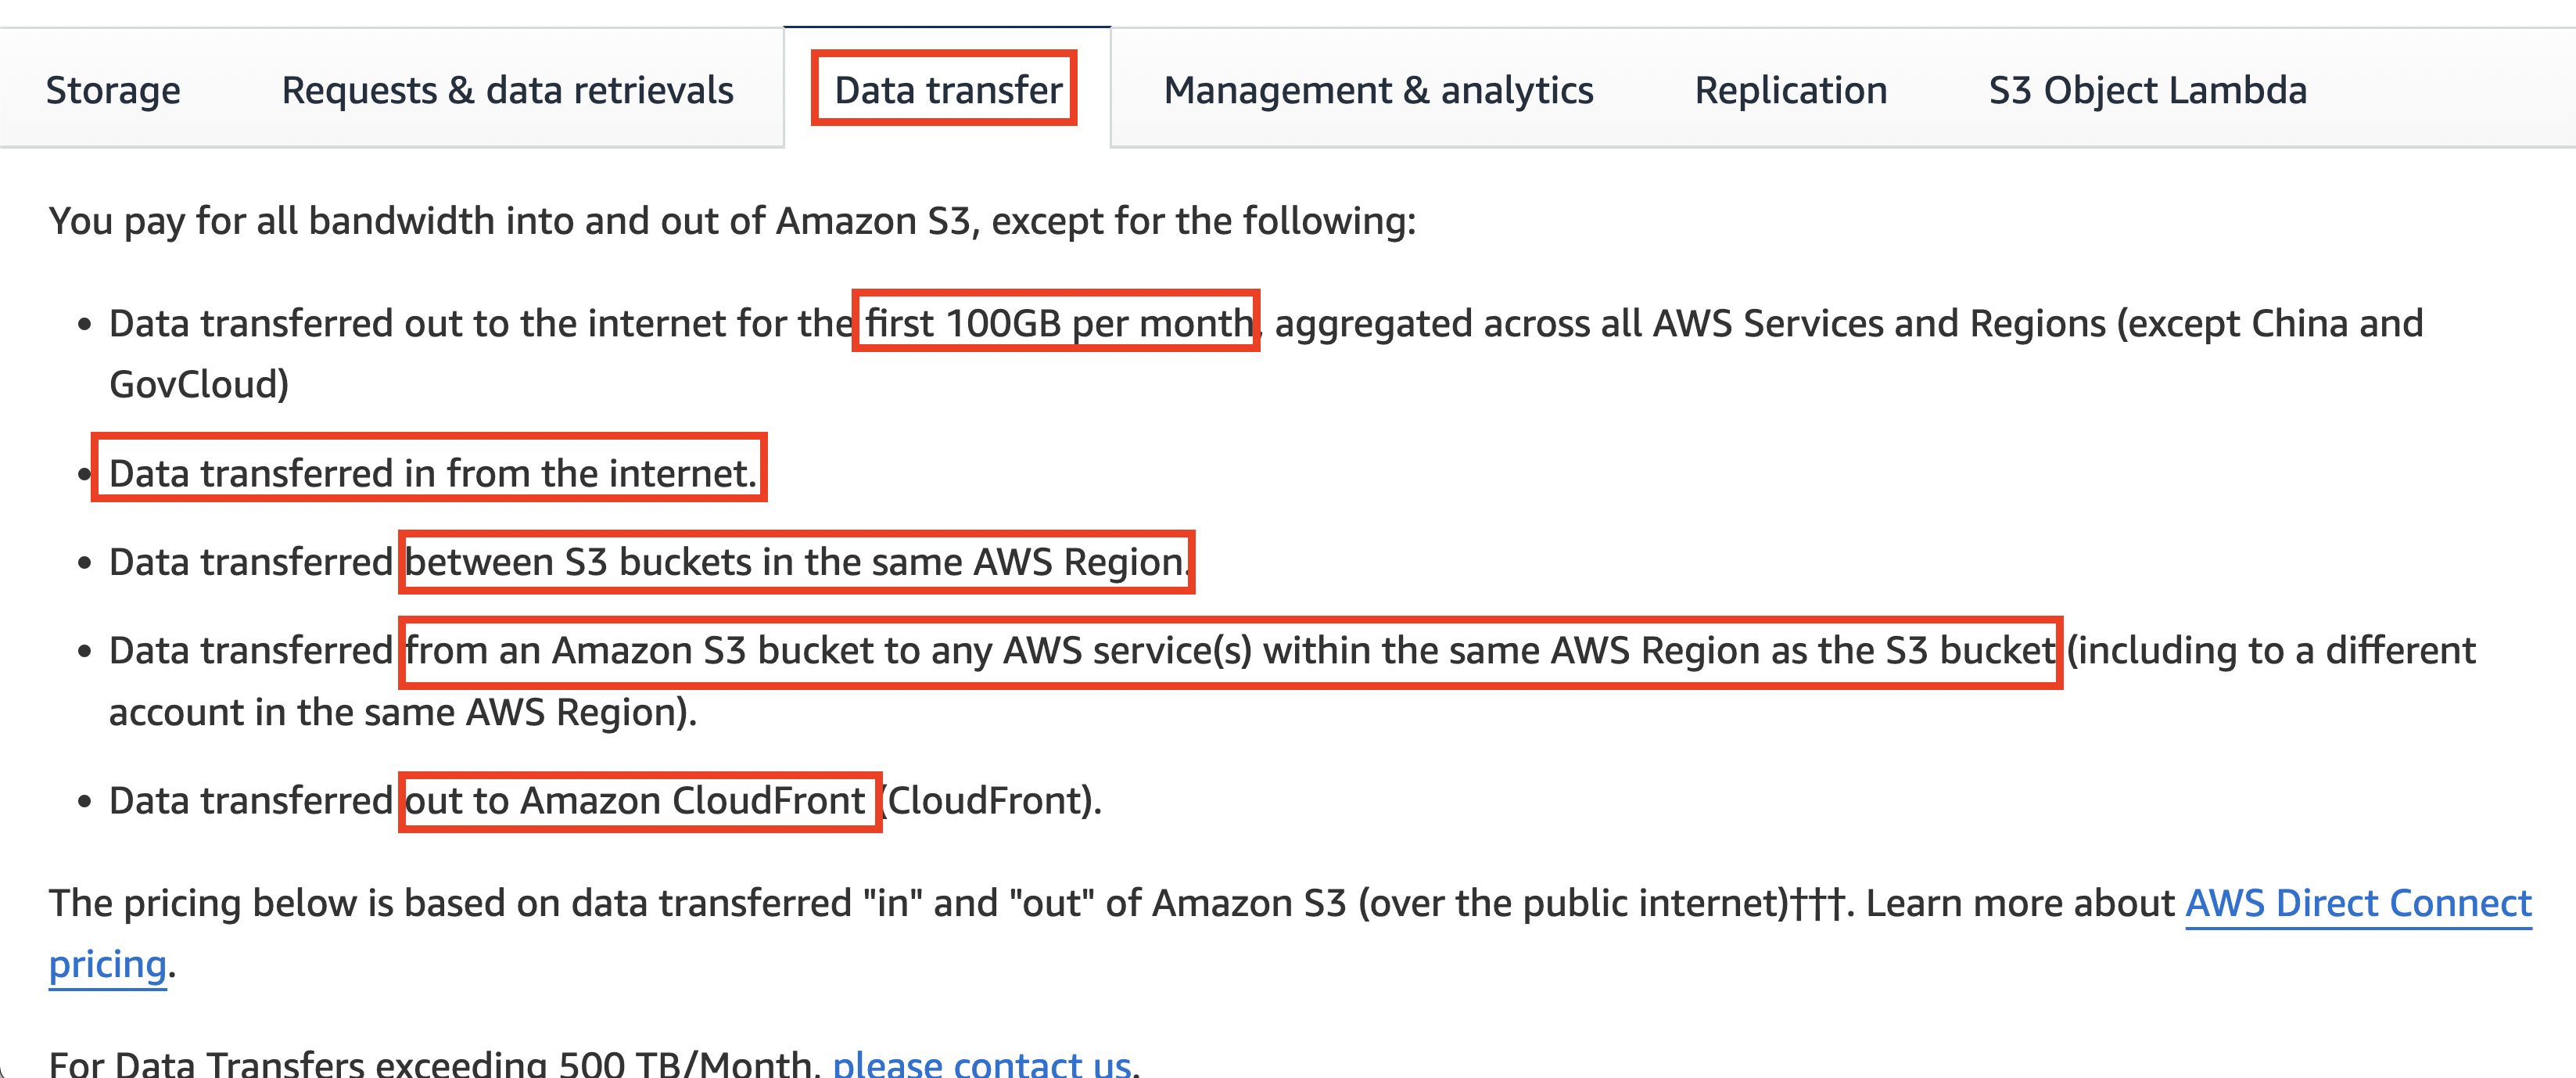 Storage Requests & data retrievals Data transfer Management & analytics Replication S3 Object Lambda
You pay for all bandwidth into and out of Amazon S3, except for the following:
• Data transferred out to the internet for the first 100GB per month, aggregated across all AWS Services and Regions (except China and
GovCloud)
• Data transferred in from the internet.
• Data transferred between S3 buckets in the same AWS Region.
• Data transferred from an Amazon S3 bucket to any AWS service(s) within the same AWS Region as the S3 bucket (including to a different
account in the same AWS Region).
• Data transferred out to Amazon CloudFront (CloudFront).
The pricing below is based on data transferred "in" and "out" of Amazon S3 (over the public internet)†††. Learn more about AWS Direct Connect
pricing.
For Data Transfers exceeding 500 TB/Month, please contact us.